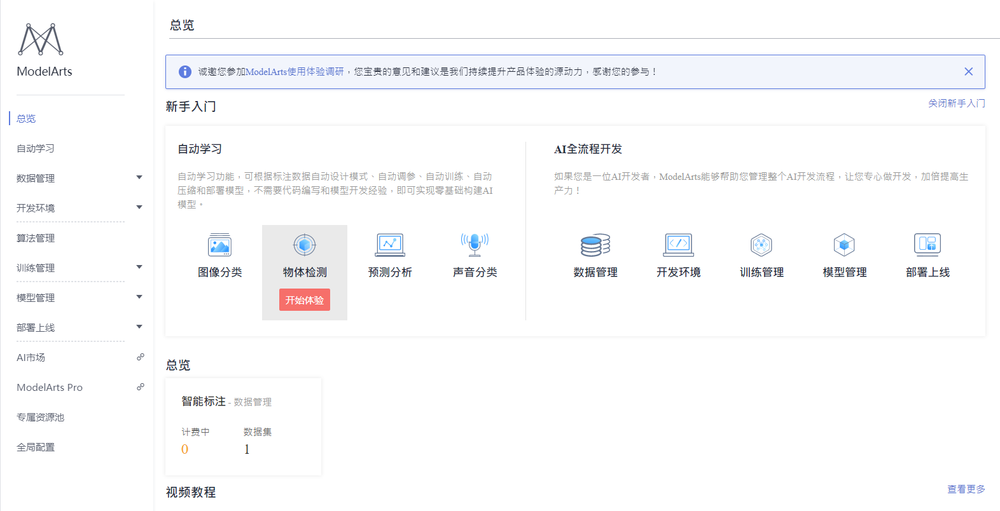 ModelArts
总览
自动学习
数据管理
开发环境
算法管理
训练管理
模型管理
部署上线
AI市场
ModelArts Pro
专属资源池
全局配置
总览
诚邀您参加ModelArts使用体验调研，您宝贵的意见和建议是我们持续提升产品体验的源动力，感谢您的参与！
新手入门
关闭新手入门
自动学习
自动学习功能，可根据标注数据自动设计模式、自动调参、自动训练、自动
压缩和部署模型，不需要代码编写和模型开发经验，即可实现零基础构建AI
模型。
图像分类
物体检测
预测分析
声音分类
开始体验
AI全流程开发
如果您是一位AI开发者，ModelArts能够帮助您管理整个AI开发流程，让您专心做开发，加倍提高生
产力！
数据管理
开发环境
训练管理
模型管理
部署上线
总览
智能标注 - 数据管理
计费中 数据集
0 1
视频教程
查看更多